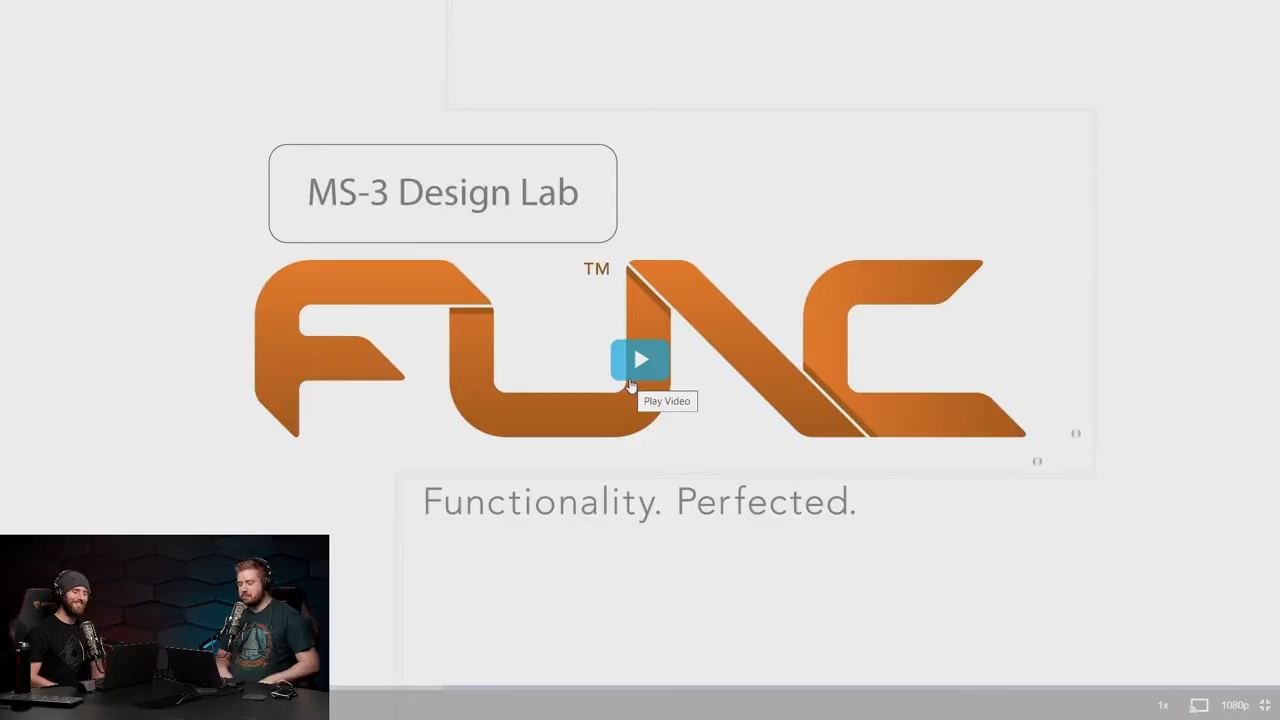 MS-3 Design Lab
FUNC
TM
Play Video
Functionality. Perfected.
1x
1080p